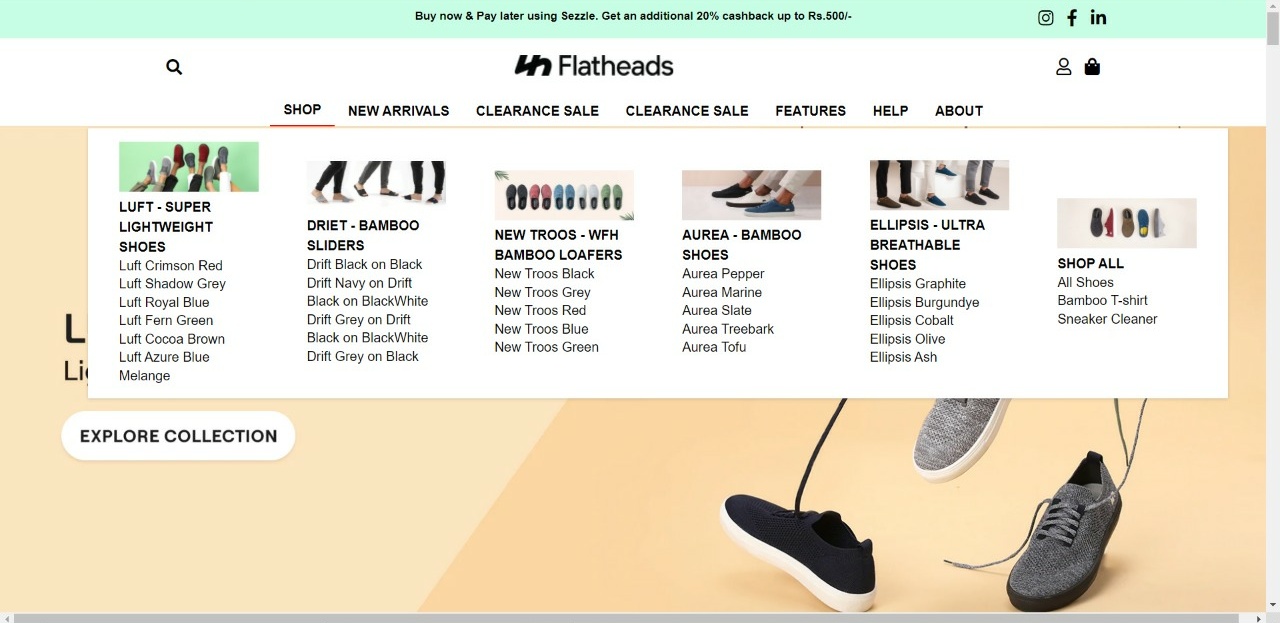 Buy now & Pay later using Sezzle. Get an additional 20% cashback up to Rs.500/-
Flatheads
SHOP
NEW ARRIVALS
CLEARANCE SALE
CLEARANCE SALE
FEATURES
HELP
ABOUT
LUFT - SUPER
LIGHTWEIGHT
SHOES
Luft Crimson Red
Luft Shadow Grey
Luft Royal Blue
Luft Fern Green
Luft Cocoa Brown
Luft Azure Blue
Melange
DRIET - BAMBOO
SLIDERS
Drift Black on Black
Drift Navy on Drift
Black on BlackWhite
Drift Grey on Drift
Black on BlackWhite
Drift Grey on Black
NEW TROOS - WFH
BAMBOO LOAFERS
New Troos Black
New Troos Grey
New Troos Red
New Troos Blue
New Troos Green
AUREA - BAMBOO
SHOES
Aurea Pepper
Aurea Marine
Aurea Slate
Aurea Treebark
Aurea Tofu
ELLIPSIS - ULTRA
BREATHABLE
SHOES
Ellipsis Graphite
Ellipsis Burgundye
Ellipsis Cobalt
Ellipsis Olive
Ellipsis Ash
SHOP ALL
All Shoes
Bamboo T-shirt
Sneaker Cleaner
EXPLORE COLLECTION